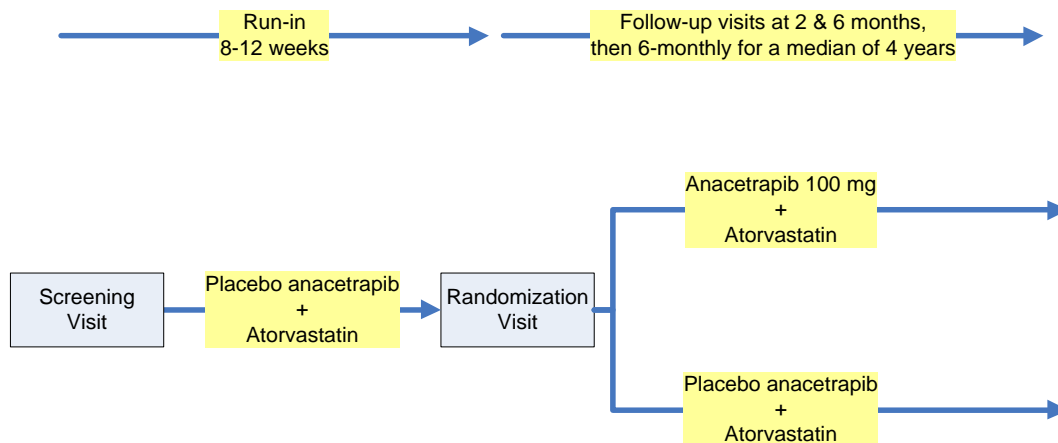 Run-in
8-12 weeks
Follow-up visits at 2 & 6 months,
then 6-monthly for a median of 4 years
Screening
Visit
Placebo anacetrapib
+
Atorvastatin
Randomization
Visit
Anacetrapib 100 mg
+
Atorvastatin
Placebo anacetrapib
+
Atorvastatin